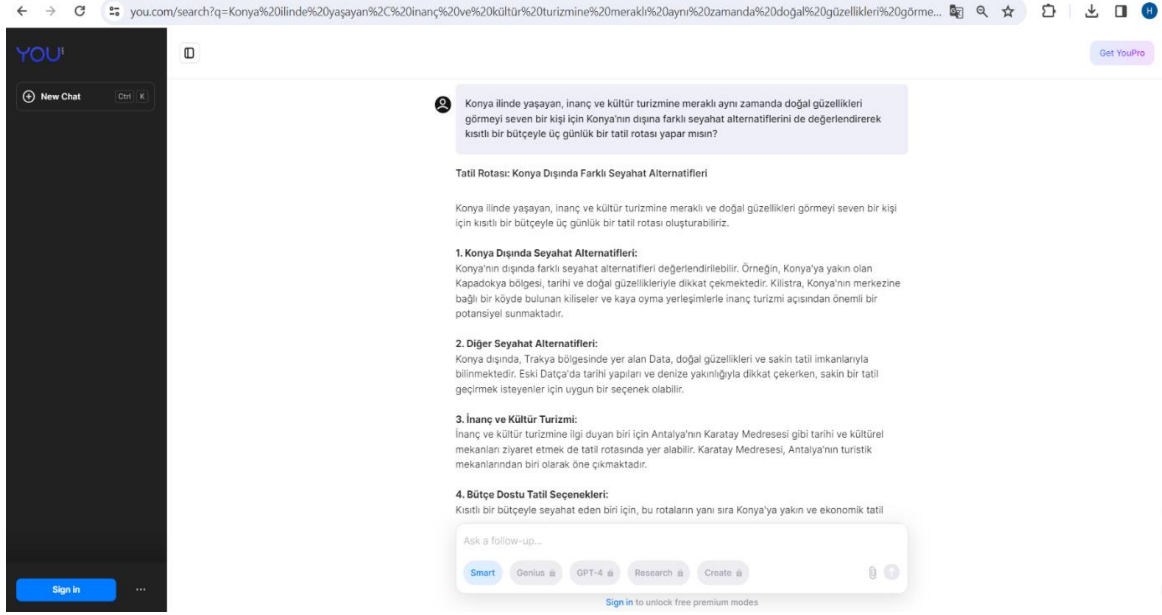 you.com/search?q=Konya%20ilinde%20yaşayan%2C%20inanç%20ve%20kültür%20turizmine%20meraklı%20aynı%20zamanda%20doğal%20güzellikleri%20görme...
H
YOU
Get YouPro
New Chat
Ctrl K
Konya ilinde yaşayan, inanç ve kültür turizmine meraklı aynı zamanda doğal güzellikleri
görmeyi seven bir kişi için Konya'nın dışına farklı seyahat alternatiflerini de değerlendirerek
kısıtlı bir bütçeyle üç günlük bir tatil rotası yapar mısın?
Tatil Rotası: Konya Dışında Farklı Seyahat Alternatifleri
Konya ilinde yaşayan, inanç ve kültür turizmine meraklı ve doğal güzellikleri görmeyi seven bir kişi
için kısıtlı bir bütçeyle üç günlük bir tatil rotası oluşturabiliriz.
1. Konya Dışında Seyahat Alternatifleri:
Konya'nın dışında farklı seyahat alternatifleri değerlendirilebilir. Örneğin, Konya'ya yakın olan
Kapadokya bölgesi, tarihi ve doğal güzellikleriyle dikkat çekmektedir. Kilistra, Konya'nın merkezine
bağlı bir köyde bulunan kiliseler ve kaya oyma yerleşimlerle inanç turizmi açısından önemli bir
potansiyel sunmaktadır.
2. Diğer Seyahat Alternatifleri:
Konya dışında, Trakya bölgesinde yer alan Data, doğal güzellikleri ve sakin tatil imkanlarıyla
bilinmektedir. Eski Datça'da tarihi yapıları ve denize yakınlığıyla dikkat çekerken, sakin bir tatil
geçirmek isteyenler için uygun bir seçenek olabilir.
3. İnanç ve Kültür Turizmi:
İnanç ve kültür turizmine ilgi duyan biri için Antalya'nın Karatay Medresesi gibi tarihi ve kültürel
mekanları ziyaret etmek de tatil rotasında yer alabilir. Karatay Medresesi, Antalya'nın turistik
mekanlarından biri olarak öne çıkmaktadır.
4. Bütçe Dostu Tatil Seçenekleri:
Kısıtlı bir bütçeyle seyahat eden biri için, bu rotaların yanı sıra Konya'ya yakın ve ekonomik tatil
Ask a follow-up...
Smart Genius GPT-4 Research Create
Sign in
Sign in to unlock free premium modes